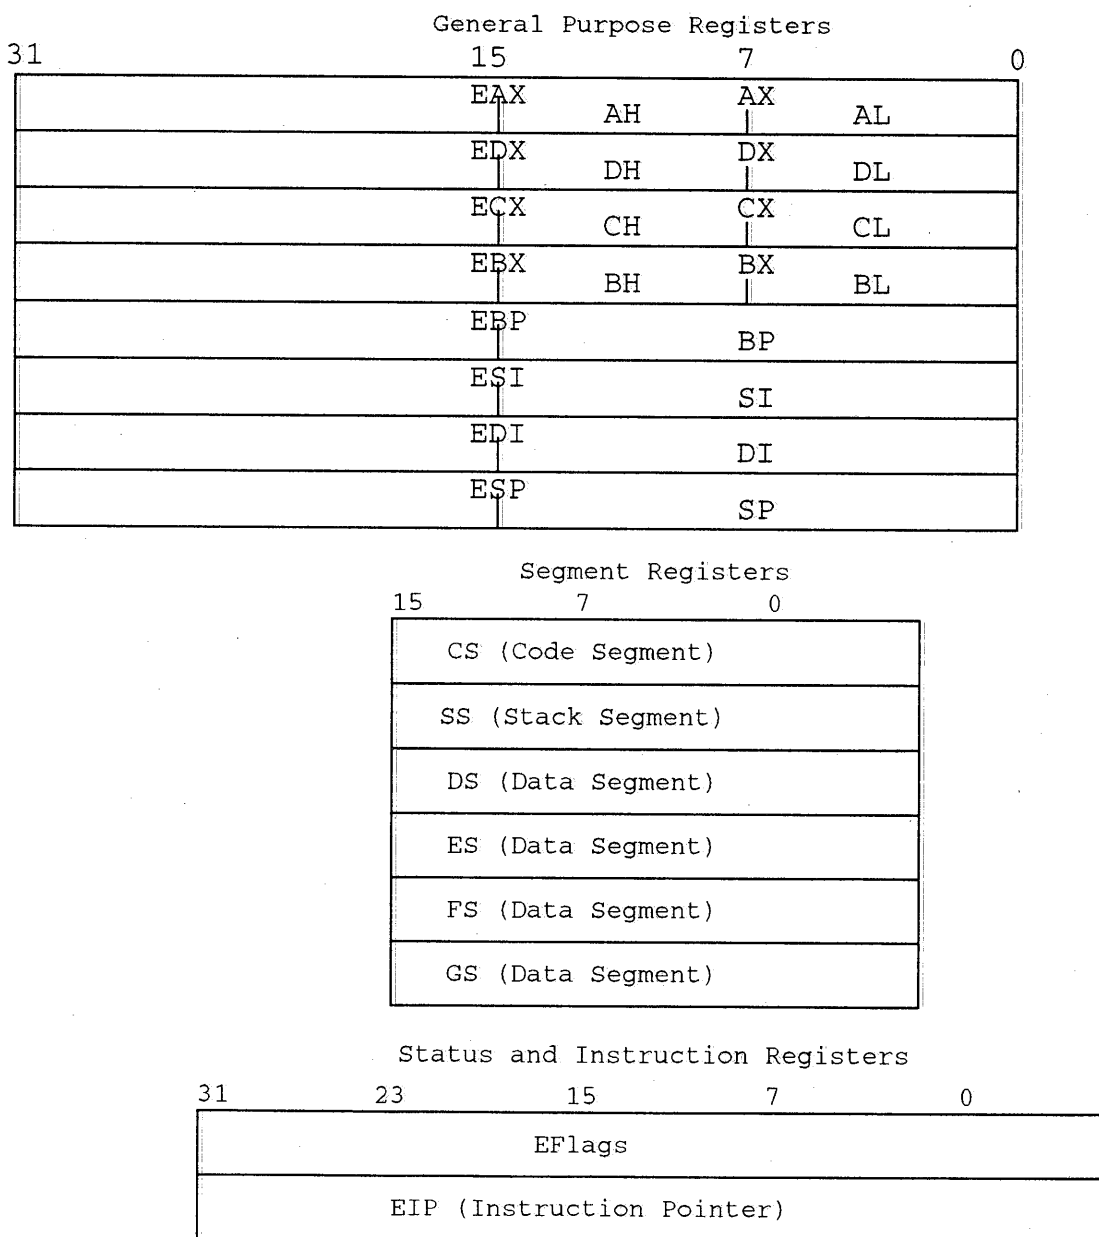 General Purpose Registers
31 15 7 0
EAX AX
AH AL
EDX DX
DH DL
ECX CX
CH CL
EBX BX
BH BL
EBP
BP
ESI
SI
EDI
DI
ESP
SP
Segment Registers
15 7 0
CS (Code Segment)
SS (Stack Segment)
DS (Data Segment)
ES (Data Segment)
FS (Data Segment)
GS (Data Segment)
Status and Instruction Registers
31 23 15 7 0
EFlags
EIP (Instruction Pointer)